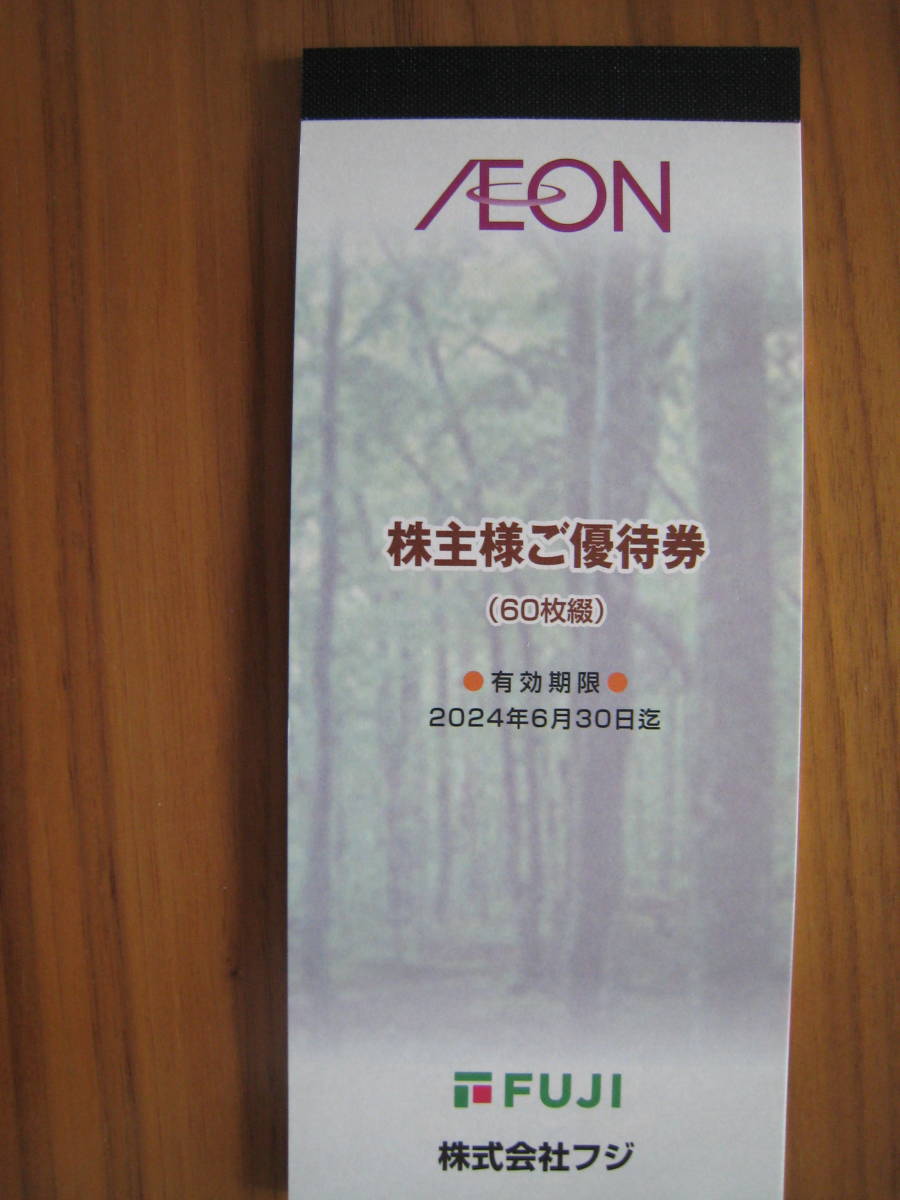 ÆON
株主様ご優待券
(60枚綴)
●有効期限●
2024年6月30日迄
FUJI
株式会社フジ